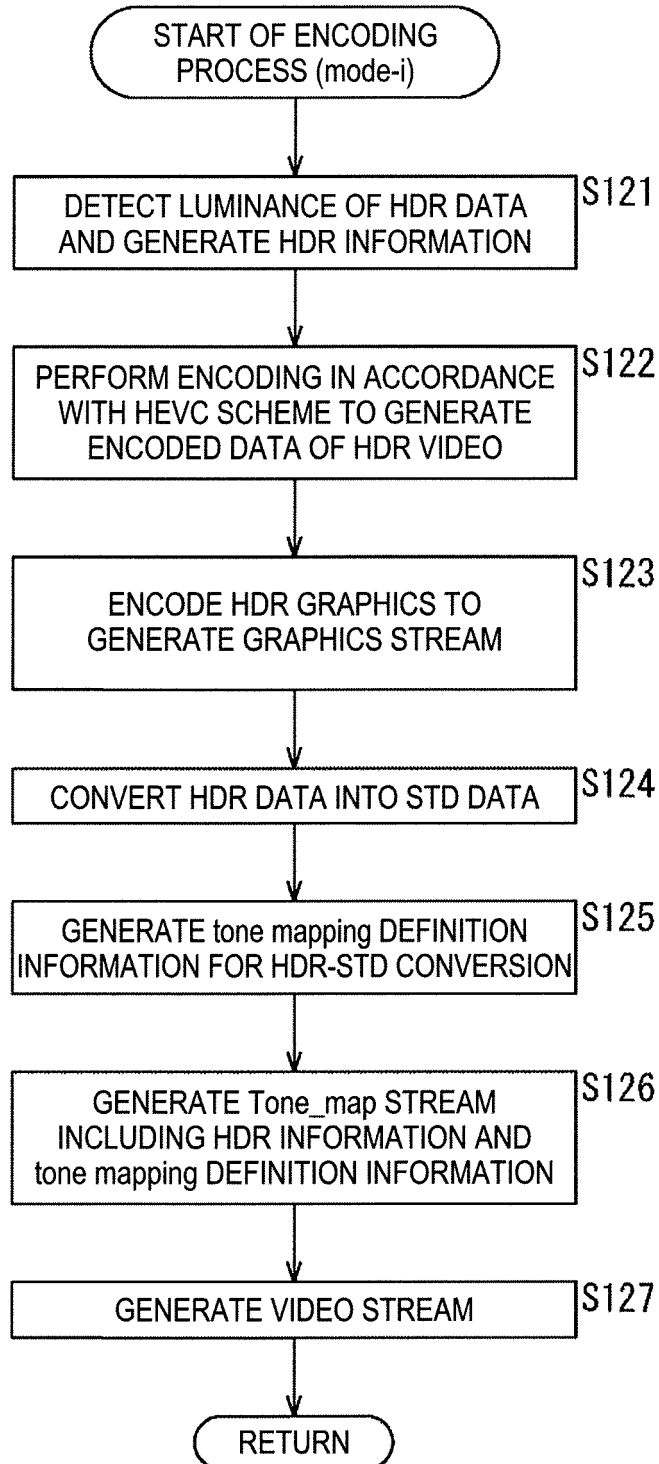 START OF ENCODING
PROCESS (mode-i)
S121
DETECT LUMINANCE OF HDR DATA
AND GENERATE HDR INFORMATION
S122
PERFORM ENCODING IN ACCORDANCE
WITH HEVC SCHEME TO GENERATE
ENCODED DATA OF HDR VIDEO
S123
ENCODE HDR GRAPHICS TO
GENERATE GRAPHICS STREAM
S124
CONVERT HDR DATA INTO STD DATA
S125
GENERATE tone mapping DEFINITION
INFORMATION FOR HDR-STD CONVERSION
S126
GENERATE Tone_map STREAM
INCLUDING HDR INFORMATION AND
tone mapping DEFINITION INFORMATION
S127
GENERATE VIDEO STREAM
RETURN